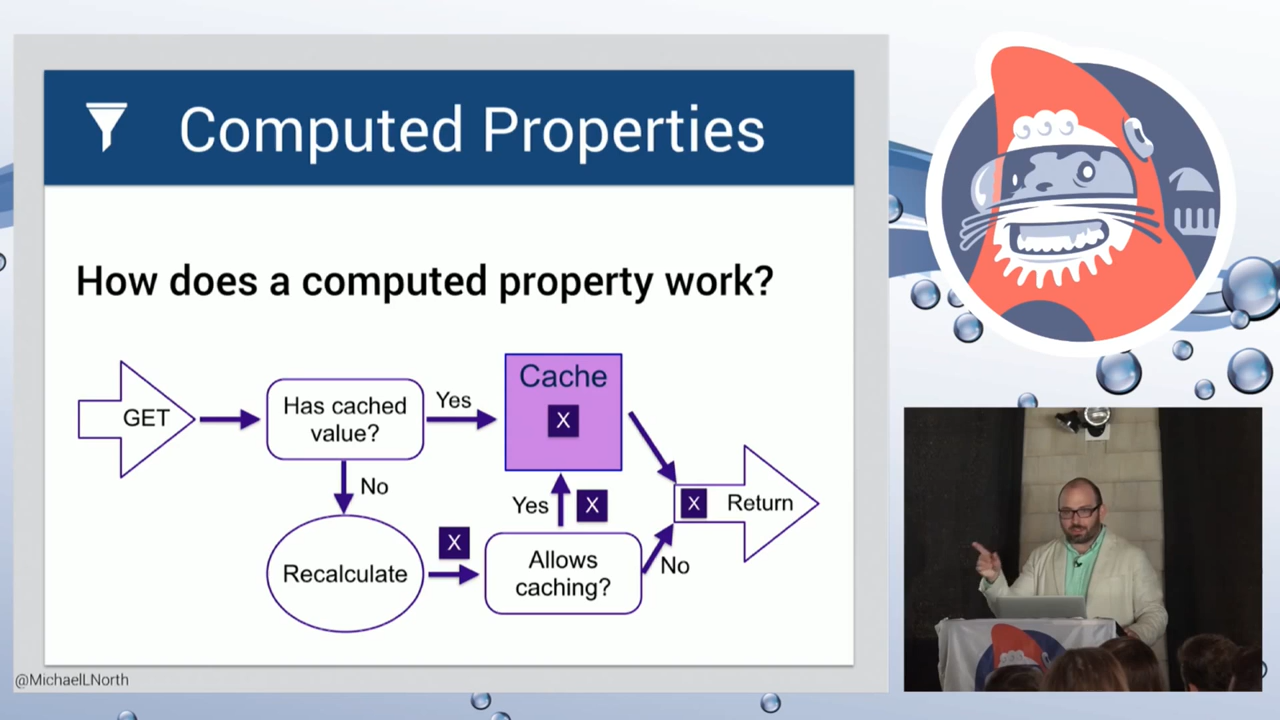 Computed Properties
How does a computed property work?
GET
Has cached
value?
Yes
Cache
X
No
Yes
X
X
Return
Recalculate
X
Allows
caching?
No
@MichaelLNorth